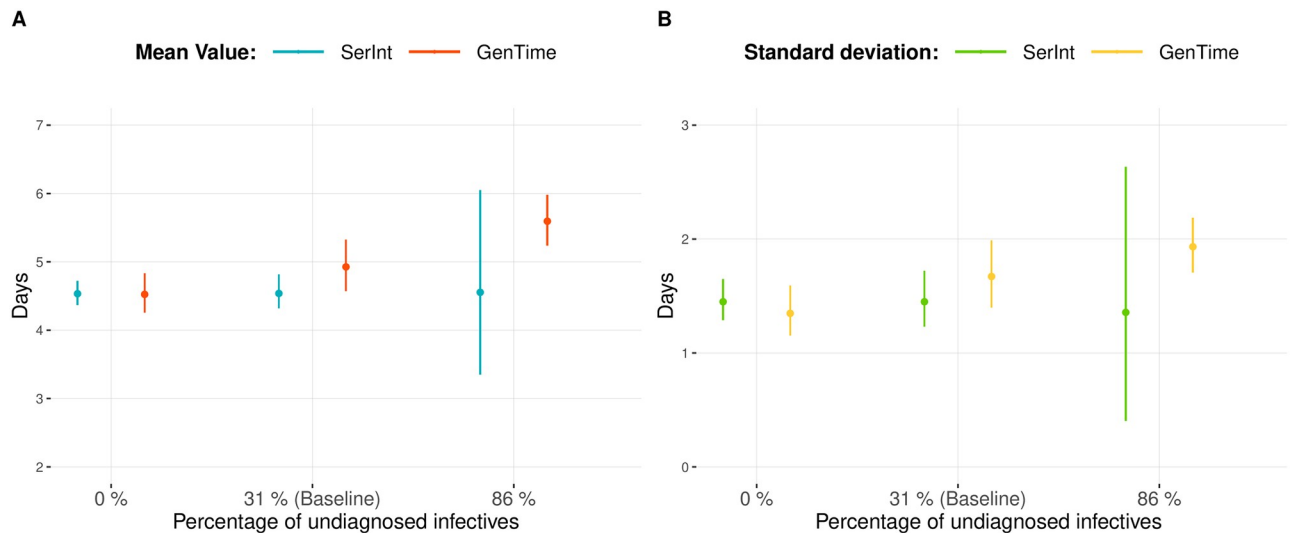 A
Mean Value: SerInt GenTime
7
6
5
4
3
2
Days
0 %
31 % (Baseline)
86 %
Percentage of undiagnosed infectives
B
Standard deviation: SerInt GenTime
3
2
1
0
Days
0 %
31 % (Baseline)
86 %
Percentage of undiagnosed infectives